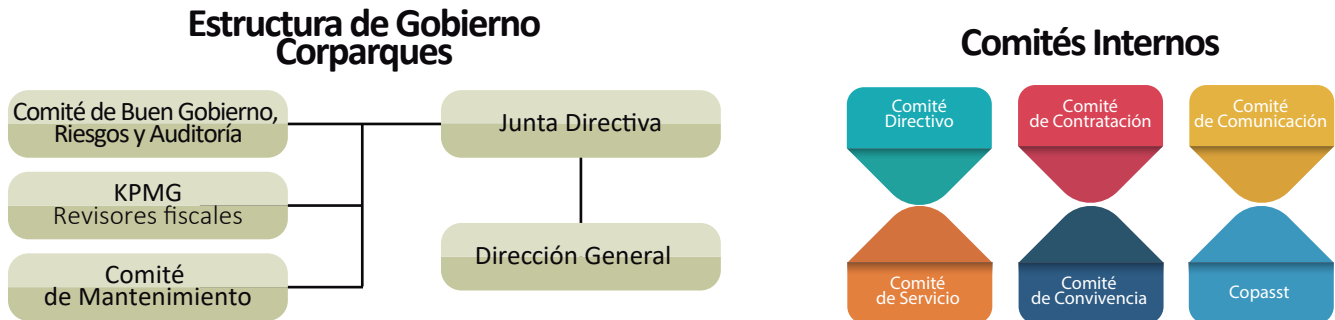 Estructura de Gobierno
Corparques
Comité de Buen Gobierno,
Riesgos y Auditoría
KPMG
Revisores fiscales
Comité
de Mantenimiento
Junta Directiva
Dirección General
Comités Internos
Comité
Directivo
Comité
de Contratación
Comité
de Comunicación
Comité
de Servicio
Comité
de Convivencia
Copasst